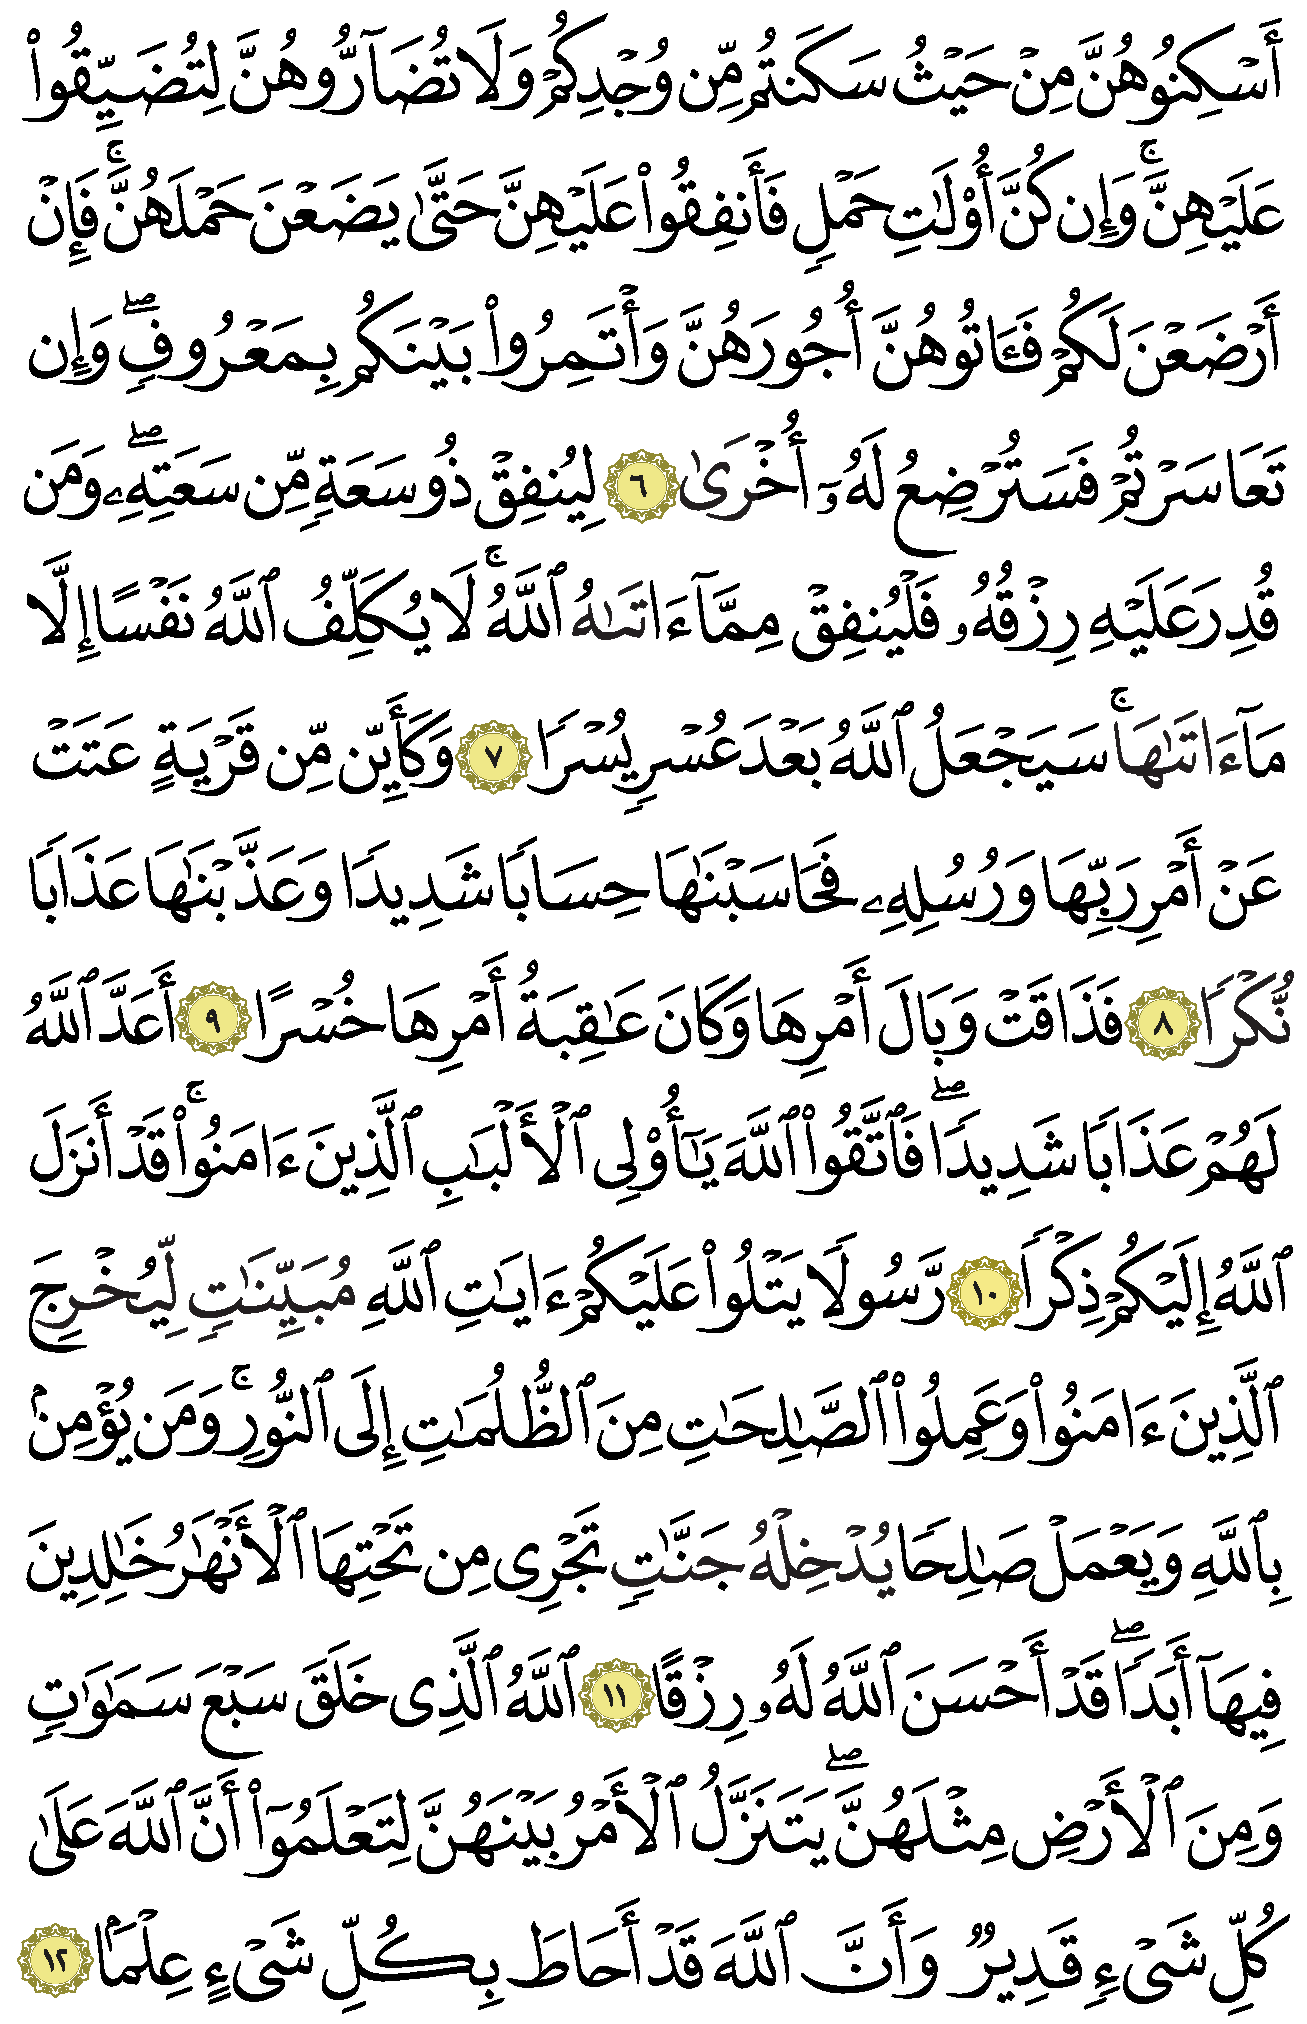 أَسْكِنُوهُنَّ مِنْ حَيْثُ سَكَنتُم مِّن وُجْدِكُمْ وَلَا تُضَآرُّوهُنَّ لِتُضَيِّقُوا۟
عَلَيْهِنَّ ۚ وَإِن كُنَّ أُو۟لَـٰتِ حَمْلٍ فَأَنفِقُوا۟ عَلَيْهِنَّ حَتَّىٰ يَضَعْنَ حَمْلَهُنَّ ۚ فَإِنْ
أَرْضَعْنَ لَكُمْ فَـَٔاتُوهُنَّ أُجُورَهُنَّ وَأْتَمِرُوا۟ بَيْنَكُم بِمَعْرُوفٍ ۖ وَإِن
تَعَاسَرْتُمْ فَسَتُرْضِعُ لَهُۥٓ أُخْرَىٰ ٦ لِيُنفِقْ ذُو سَعَةٍ مِّن سَعَتِهِۦ ۖ وَمَن
قُدِرَ عَلَيْهِ رِزْقُهُۥ فَلْيُنفِقْ مِمَّآ ءَاتَىٰهُ ٱللَّهُ ۚ لَا يُكَلِّفُ ٱللَّهُ نَفْسًا إِلَّا
مَآ ءَاتَىٰهَا ۚ سَيَجْعَلُ ٱللَّهُ بَعْدَ عُسْرٍ يُسْرًا ٧ وَكَأَيِّن مِّن قَرْيَةٍ عَتَتْ
عَنْ أَمْرِ رَبِّهَا وَرُسُلِهِۦ فَحَاسَبْنَـٰهَا حِسَابًا شَدِيدًا وَعَذَّبْنَـٰهَا عَذَابًا
نُّكْرًا ٨ فَذَاقَتْ وَبَالَ أَمْرِهَا وَكَانَ عَـٰقِبَةُ أَمْرِهَا خُسْرًا ٩ أَعَدَّ ٱللَّهُ
لَهُمْ عَذَابًا شَدِيدًا ۖ فَٱتَّقُوا۟ ٱللَّهَ يَـٰٓأُو۟لِى ٱلْأَلْبَـٰبِ ٱلَّذِينَ ءَامَنُوا۟ ۚ قَدْ أَنزَلَ
ٱللَّهُ إِلَيْكُمْ ذِكْرًا ١٠ رَّسُولًا يَتْلُوا۟ عَلَيْكُمْ ءَايَـٰتِ ٱللَّهِ مُبَيِّنَـٰتٍ لِّيُخْرِجَ
ٱلَّذِينَ ءَامَنُوا۟ وَعَمِلُوا۟ ٱلصَّـٰلِحَـٰتِ مِنَ ٱلظُّلُمَـٰتِ إِلَى ٱلنُّورِ ۚ وَمَن يُؤْمِنۢ
بِٱللَّهِ وَيَعْمَلْ صَـٰلِحًا يُدْخِلْهُ جَنَّـٰتٍ تَجْرِى مِن تَحْتِهَا ٱلْأَنْهَـٰرُ خَـٰلِدِينَ
فِيهَآ أَبَدًا ۖ قَدْ أَحْسَنَ ٱللَّهُ لَهُۥ رِزْقًا ١١ ٱللَّهُ ٱلَّذِى خَلَقَ سَبْعَ سَمَـٰوَٰتٍ
وَمِنَ ٱلْأَرْضِ مِثْلَهُنَّ ۖ يَتَنَزَّلُ ٱلْأَمْرُ بَيْنَهُنَّ لِتَعْلَمُوٓا۟ أَنَّ ٱللَّهَ عَلَىٰ
كُلِّ شَىْءٍ قَدِيرٌ وَأَنَّ ٱللَّهَ قَدْ أَحَاطَ بِكُلِّ شَىْءٍ عِلْمًۢا ١٢